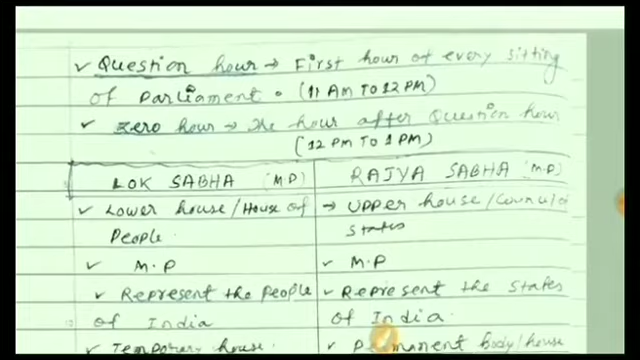 ✓ Question hour → First hour of every sitting
of Parliament. (11 AM TO 12 PM)
✓ Zero hour → The hour after Question hour
(12 PM TO 1 PM)
LOK SABHA (M.P)
✓ Lower house/House of
People.
✓ M.P
✓ Represent the People
of India
✓ Temporary house.
RAJYA SABHA (M.P)
→ UPPER house/Council of
States
✓ M.P
✓ Represent the States
of India.
✓ Permanent body/house